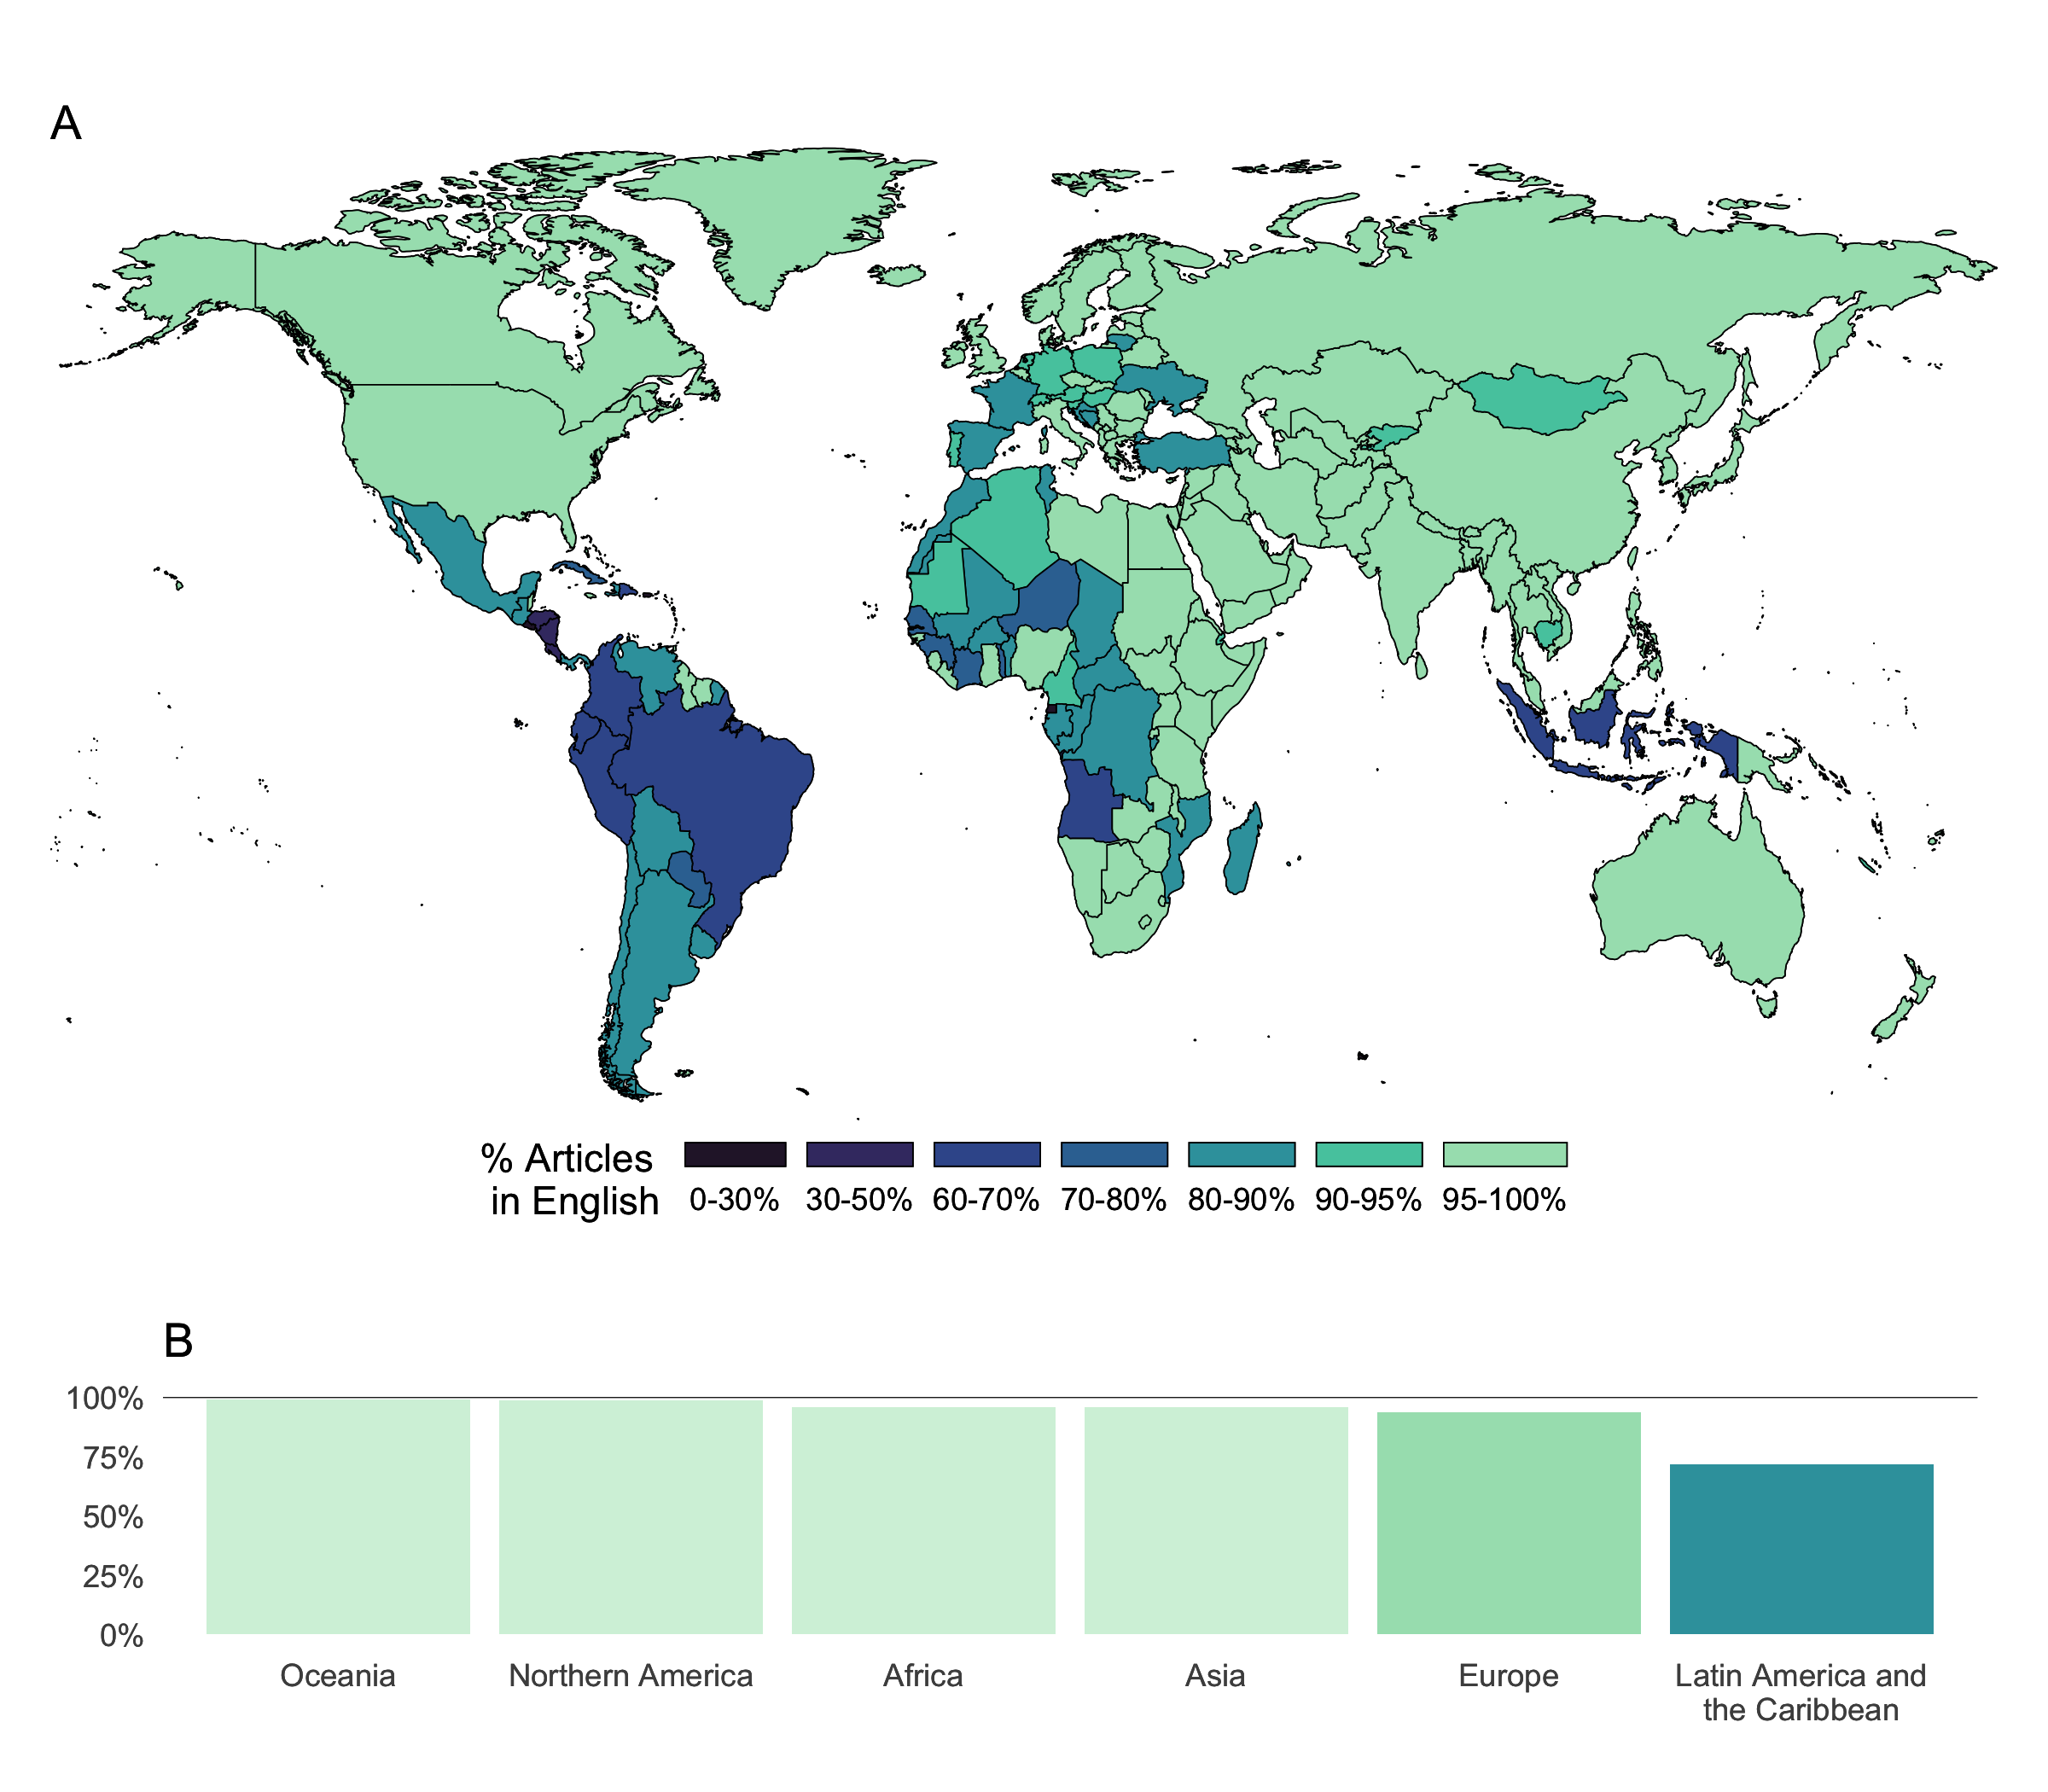 A
% Articles
in English
0-30% 30-50% 60-70% 70-80% 80-90% 90-95% 95-100%
B
100%
75%
50%
25%
0%
Oceania Northern America Africa Asia Europe Latin America and
the Caribbean